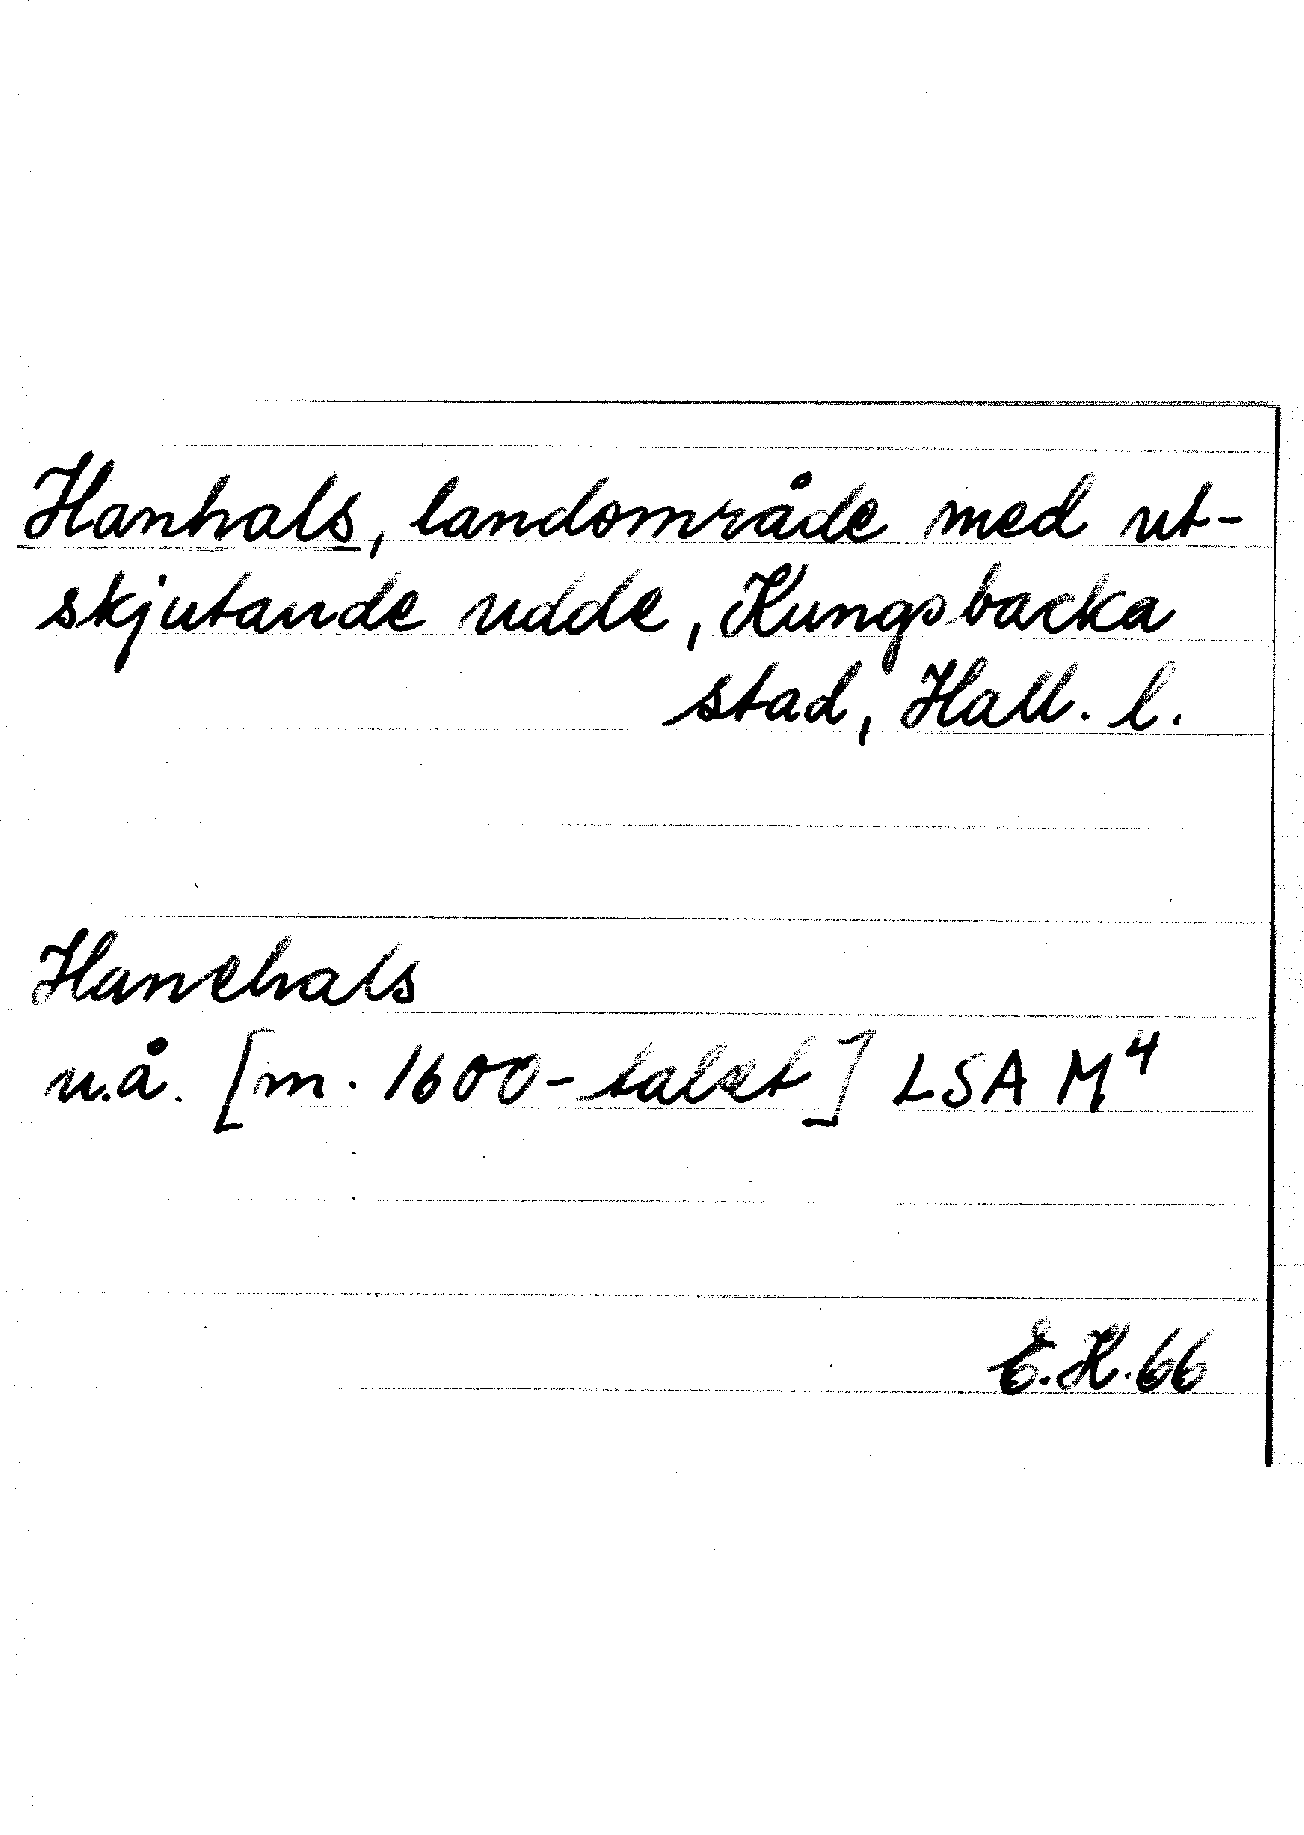 Hanhals, landområde med ut-
skjutande udde, Kungsbacka
stad, Hall. l.
Hanehals
u.å. [m. 1600-talet] LSA M⁴
E.H.66